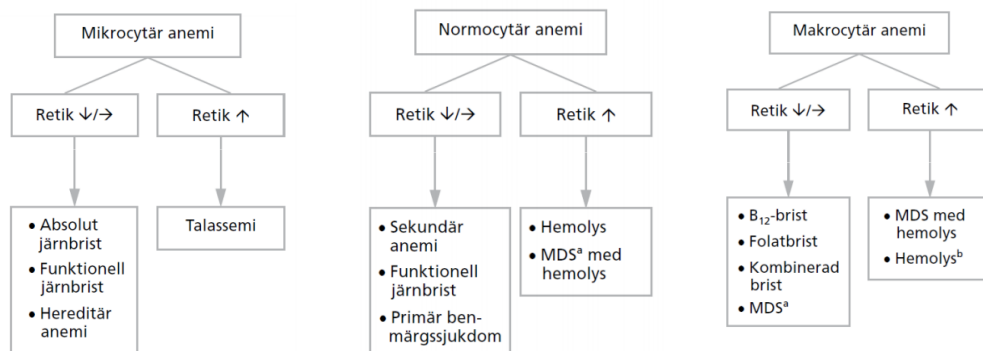 Mikrocytär anemi
Retik ↓/→
Retik ↑
• Absolut
järnbrist
• Funktionell
järnbrist
• Hereditär
anemi
Talassemi
Normocytär anemi
Retik ↓/→
Retik ↑
• Sekundär
anemi
• Funktionell
järnbrist
• Primär ben-
märgssjukdom
• Hemolys
• MDSᵃ med
hemolys
Makrocytär anemi
Retik ↓/→
Retik ↑
• B₁₂-brist
• Folatbrist
• Kombinerad
brist
• MDSᵃ
• MDS med
hemolys
• Hemolysᵇ